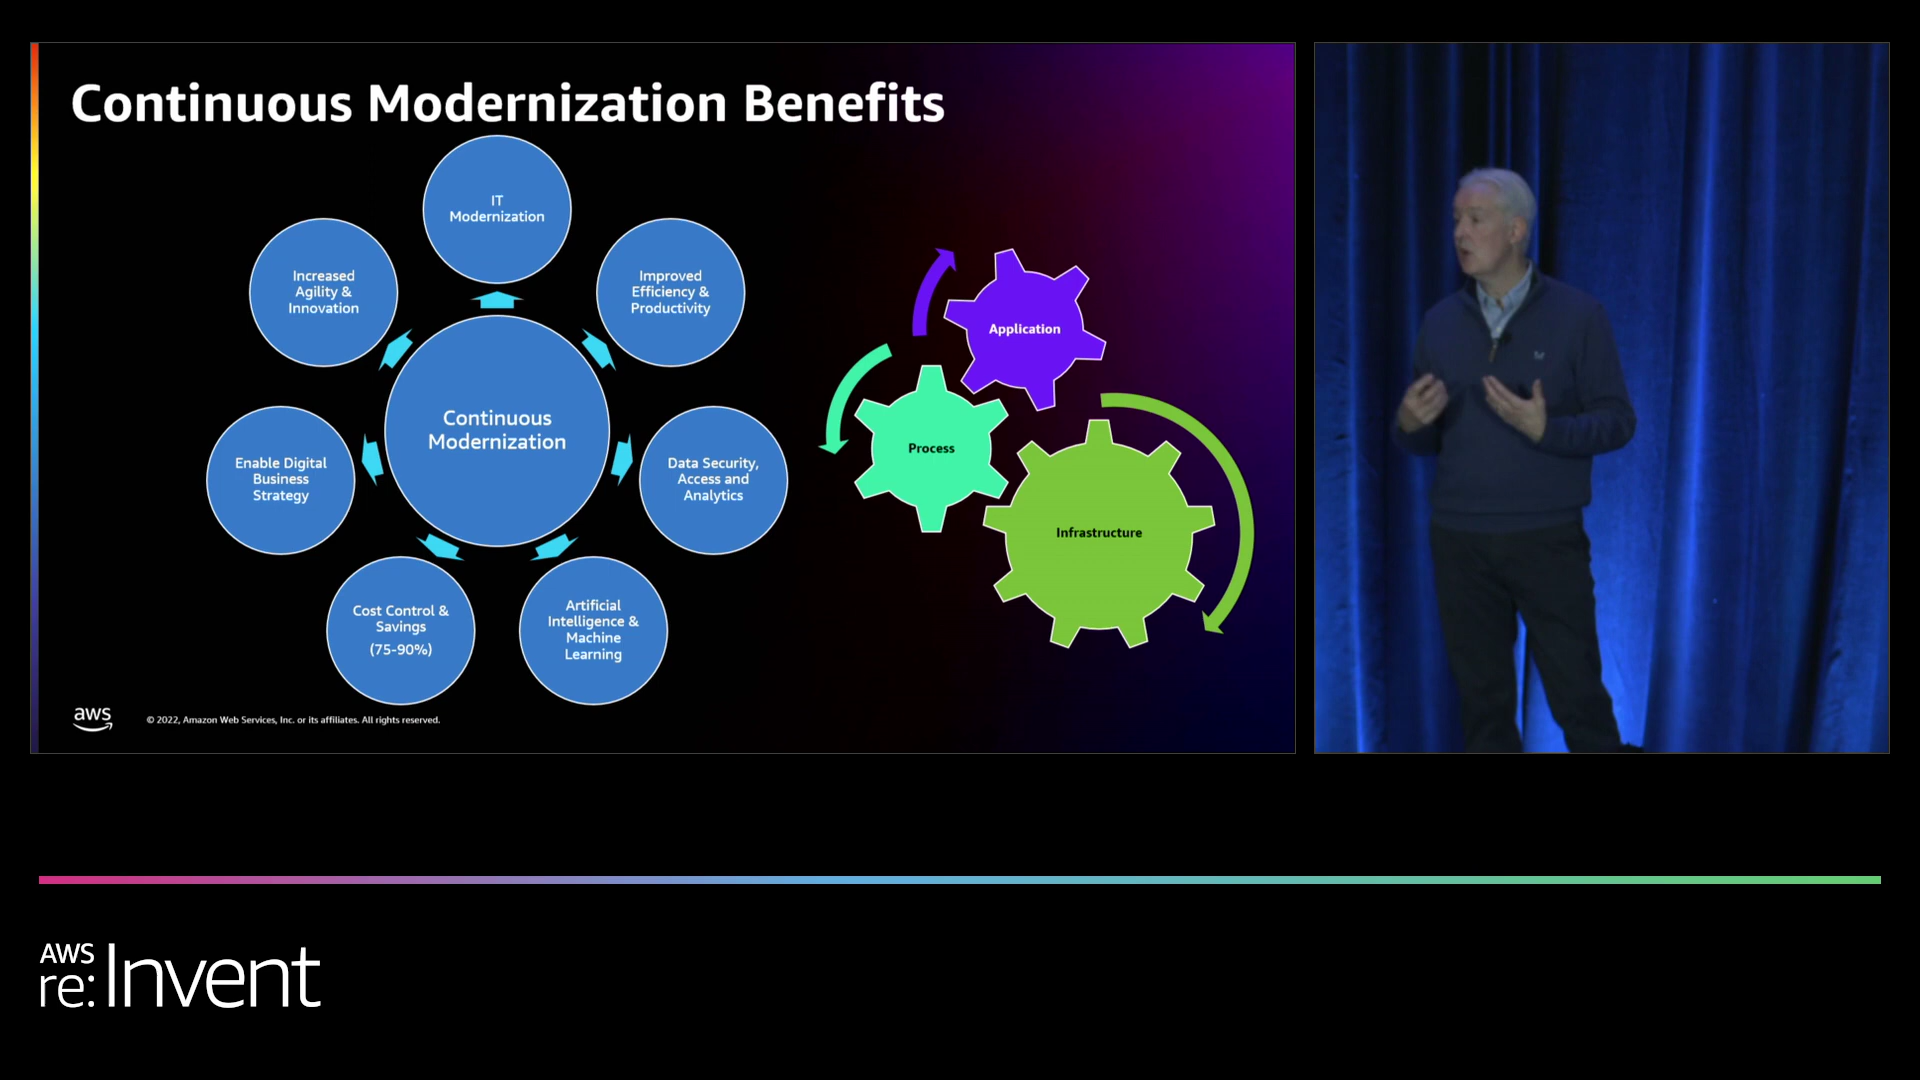 Continuous Modernization Benefits
IT
Modernization
Increased
Agility &
Innovation
Improved
Efficiency &
Productivity
Continuous
Modernization
Enable Digital
Business
Strategy
Data Security,
Access and
Analytics
Cost Control &
Savings
(75-90%)
Artificial
Intelligence &
Machine
Learning
Application
Process
Infrastructure
aws
© 2022, Amazon Web Services, Inc. or its affiliates. All rights reserved.
AWS
re:Invent